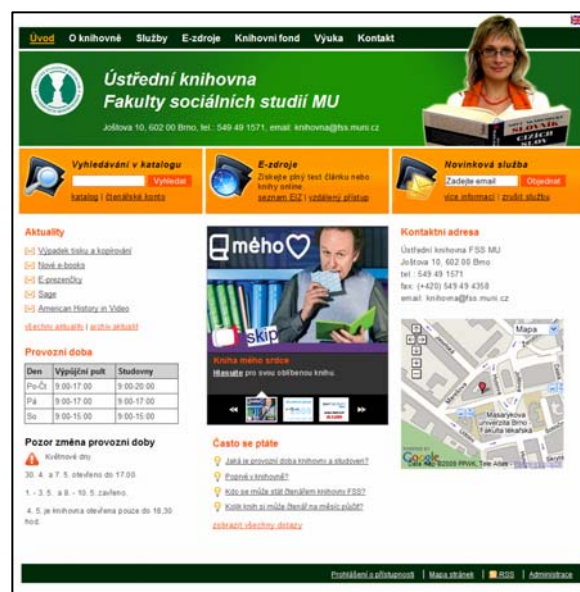 Úvod O knihovně Služby E-zdroje Knihovní fond Výuka Kontakt
Ústřední knihovna
Fakulty sociálních studií MU
Joštova 10, 602 00 Brno, tel.: 549 49 1571, email: knihovna@fss.muni.cz
SLOVNÍK
CIZÍCH
SLOV
Vyhledávání v katalogu
Vyhledat
katalog | čtenářské konto
E-zdroje
Získejte plný text článku nebo
knihy online.
seznam EIZ | vzdálený přístup
Novinková služba
Zadejte email Objednat
více informací | zrušit službu
Aktuality
Výpadek tisku a kopírování
Nové e-books
E-prezenčky
Sage
American History in Video
všechny aktuality | archiv aktualit
Provozní doba
Den Výpůjční pult Studovny
Po-Čt 9:00-17:00 9:00-20:00
Pá 9:00-17:00 9:00-17:00
So 9:00-15:00 9:00-15:00
Pozor změna provozní doby
Květnové dny
30. 4. a 7. 5. otevřeno do 17.00.
1. - 3. 5. a 8. - 10. 5. zavřeno.
4. 5. je knihovna otevřena pouze do 16,30
hod.
mého
skip
Kniha mého srdce
Hlasujte pro svou oblíbenou knihu.
Často se ptáte
Jaká je provozní doba knihovny a studoven?
Poprvé v knihovně?
Kdo se může stát čtenářem knihovny FSS?
Kolik knih si může čtenář na měsíc půjčit?
zobrazit všechny dotazy
Kontaktní adresa
Ústřední knihovna FSS MU
Joštova 10, 602 00 Brno
tel.: 549 49 1571
fax: (+420) 549 49 4358
email: knihovna@fss.muni.cz
Mapa
Masarykova
univerzita Brno -
Fakulta lékařská
Google
Prohlášení o přístupnosti | Mapa stránek | RSS | Administrace